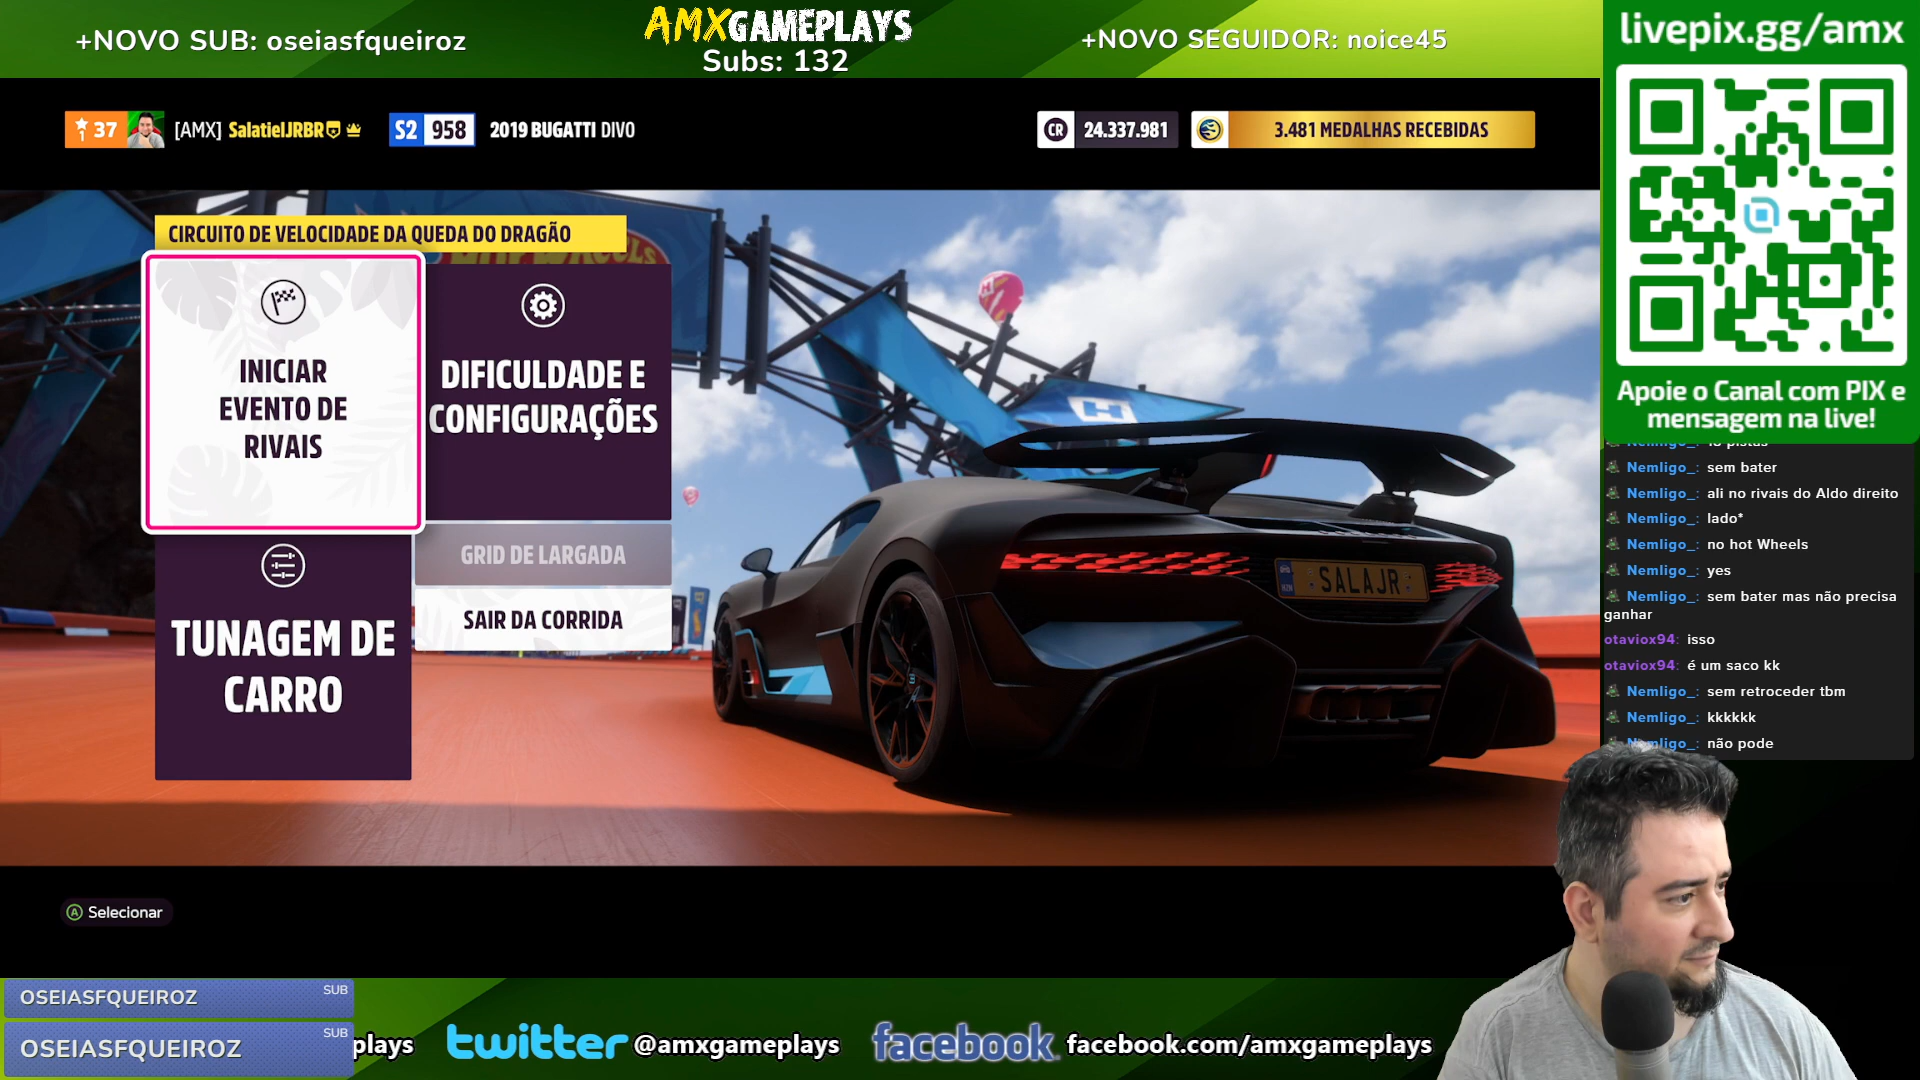 +NOVO SUB: oseiasfqueiroz
AMXGAMEPLAYS
Subs: 132
+NOVO SEGUIDOR: noice45
livepix.gg/amx
Apoie o Canal com PIX e
mensagem na live!
1 37
[AMX] SalatielJRBR
S2 958
2019 BUGATTI DIVO
CR 24.337.981
3.481 MEDALHAS RECEBIDAS
CIRCUITO DE VELOCIDADE DA QUEDA DO DRAGÃO
INICIAR
EVENTO DE
RIVAIS
DIFICULDADE E
CONFIGURAÇÕES
GRID DE LARGADA
SAIR DA CORRIDA
TUNAGEM DE
CARRO
SALAJR
A Selecionar
Nemligo_: sem bater
Nemligo_: ali no rivais do Aldo direito
Nemligo_: lado*
Nemligo_: no hot Wheels
Nemligo_: yes
Nemligo_: sem bater mas não precisa
ganhar
otaviox94: isso
otaviox94: é um saco kk
Nemligo_: sem retroceder tbm
Nemligo_: kkkkkk
Nemligo_: não pode
OSEIASFQUEIROZ SUB
OSEIASFQUEIROZ SUB
plays
twitter @amxgameplays
facebook facebook.com/amxgameplays